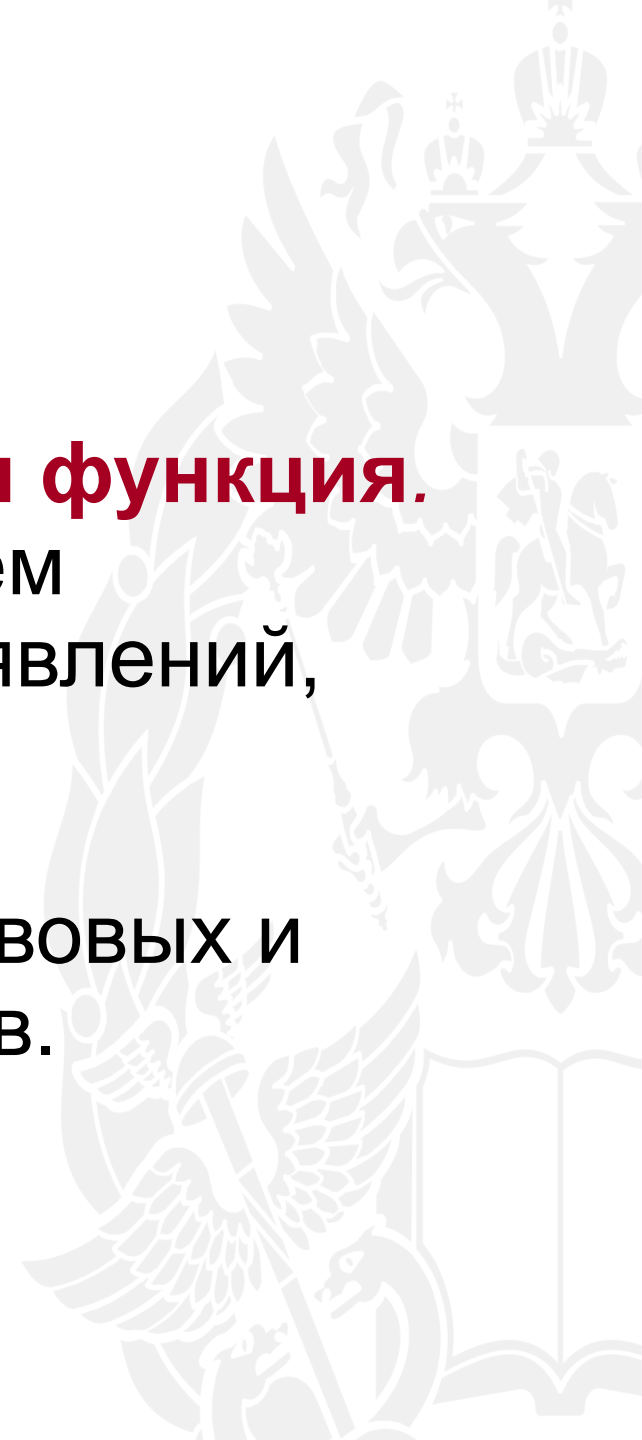 функция.
ем
явлений,
вовых и
в.